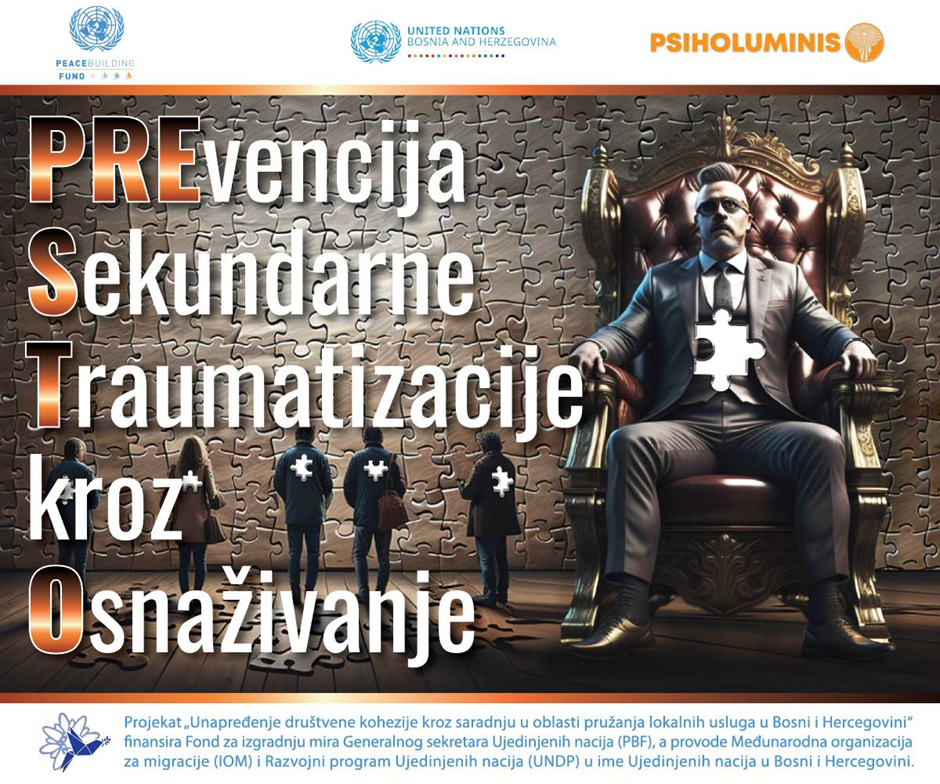 PEACEBUILDING
FUND
UNITED NATIONS
BOSNIA AND HERZEGOVINA
PSIHOLUMINIS
PREvencija
Sekundarne
Traumatizacije
kroz
Osnaživanje
Projekat „Unapređenje društvene kohezije kroz saradnju u oblasti pružanja lokalnih usluga u Bosni i Hercegovini“
finansira Fond za izgradnju mira Generalnog sekretara Ujedinjenih nacija (PBF), a provode Međunarodna organizacija
za migracije (IOM) i Razvojni program Ujedinjenih nacija (UNDP) u ime Ujedinjenih nacija u Bosni i Hercegovini.